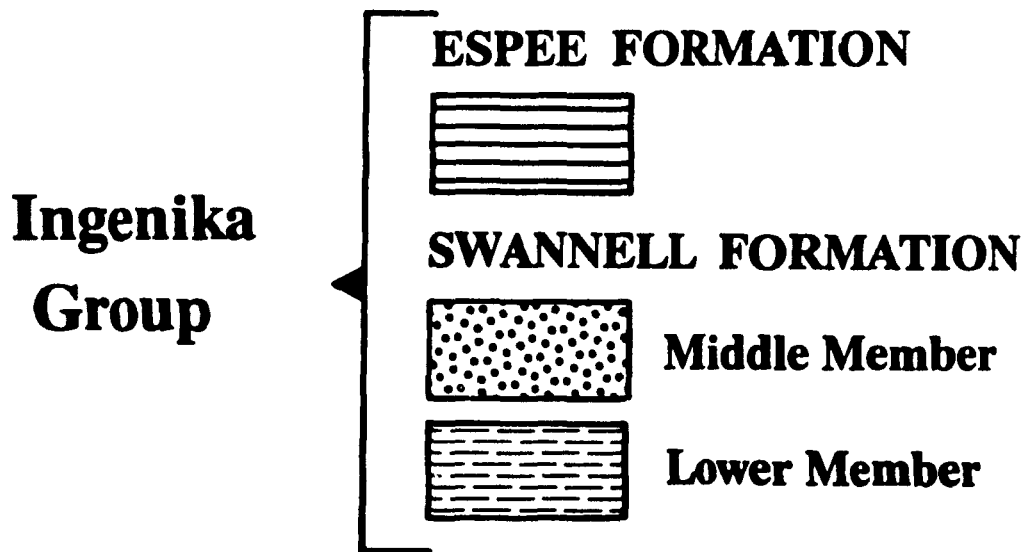 Ingenika
Group
ESPEE FORMATION
SWANNELL FORMATION
Middle Member
Lower Member